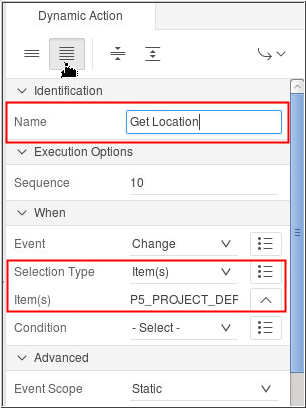 Dynamic Action
Identification
Name Get Location
Execution Options
Sequence 10
When
Event Change
Selection Type Item(s)
Item(s) P5_PROJECT_DEF
Condition - Select -
Advanced
Event Scope Static